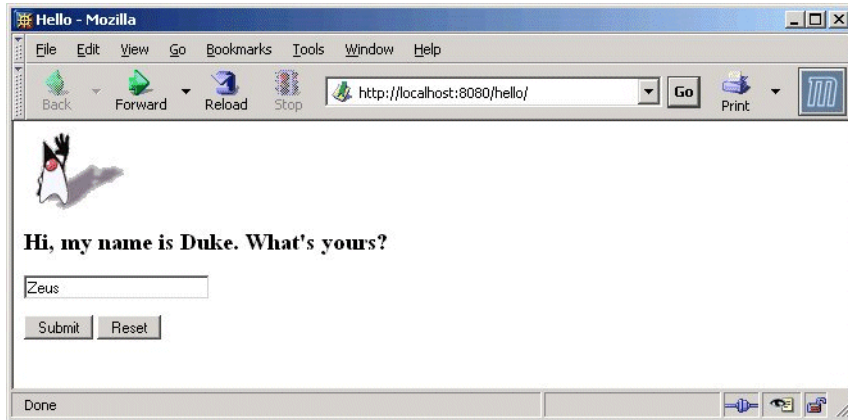 Hello - Mozilla
File Edit View Go Bookmarks Tools Window Help
http://localhost:8080/hello/ Go
Back Forward Reload Stop Print
Hi, my name is Duke. What's yours?
Zeus
Submit Reset
Done